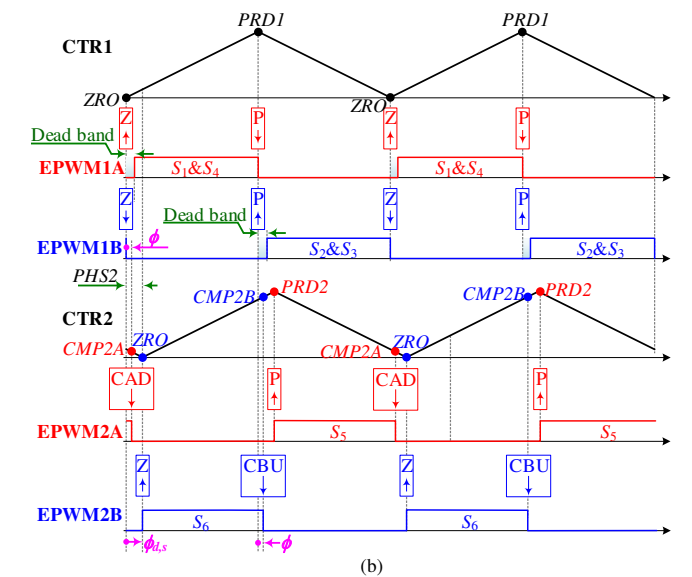 PRD1 PRD1
CTR1
ZRO ZRO
Z P Z P
Dead band
EPWM1A S1&S4 S1&S4
Z P Z P
Dead band
EPWM1B ϕ S2&S3 S2&S3
PHS2
CMP2B PRD2 CMP2B PRD2
CTR2
ZRO ZRO
CMP2A CMP2A
CAD P CAD P
EPWM2A S5 S5
Z CBU Z CBU
EPWM2B S6 S6
ϕd,s ϕ
(b)